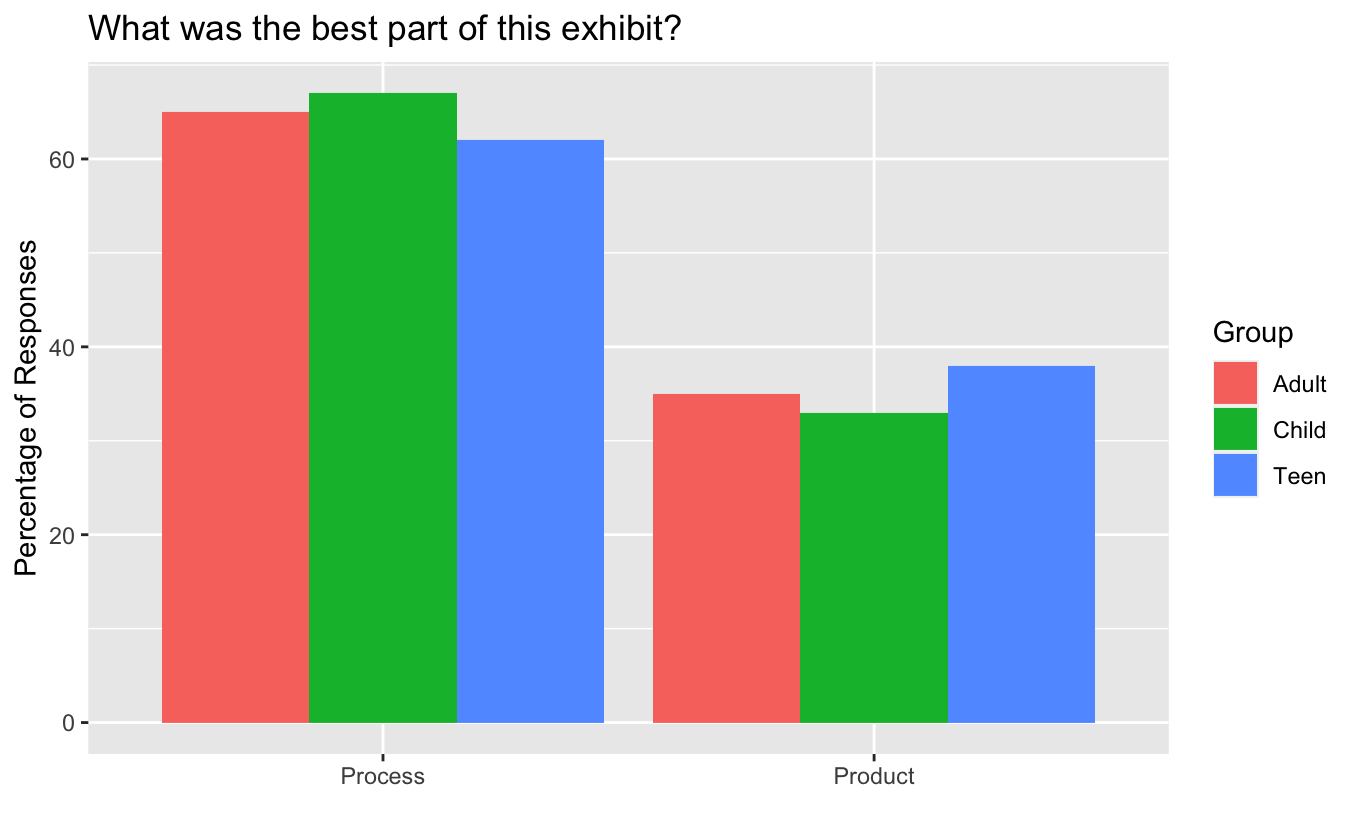 What was the best part of this exhibit?
Percentage of Responses
60
40
20
0
Process
Product
Group
Adult
Child
Teen